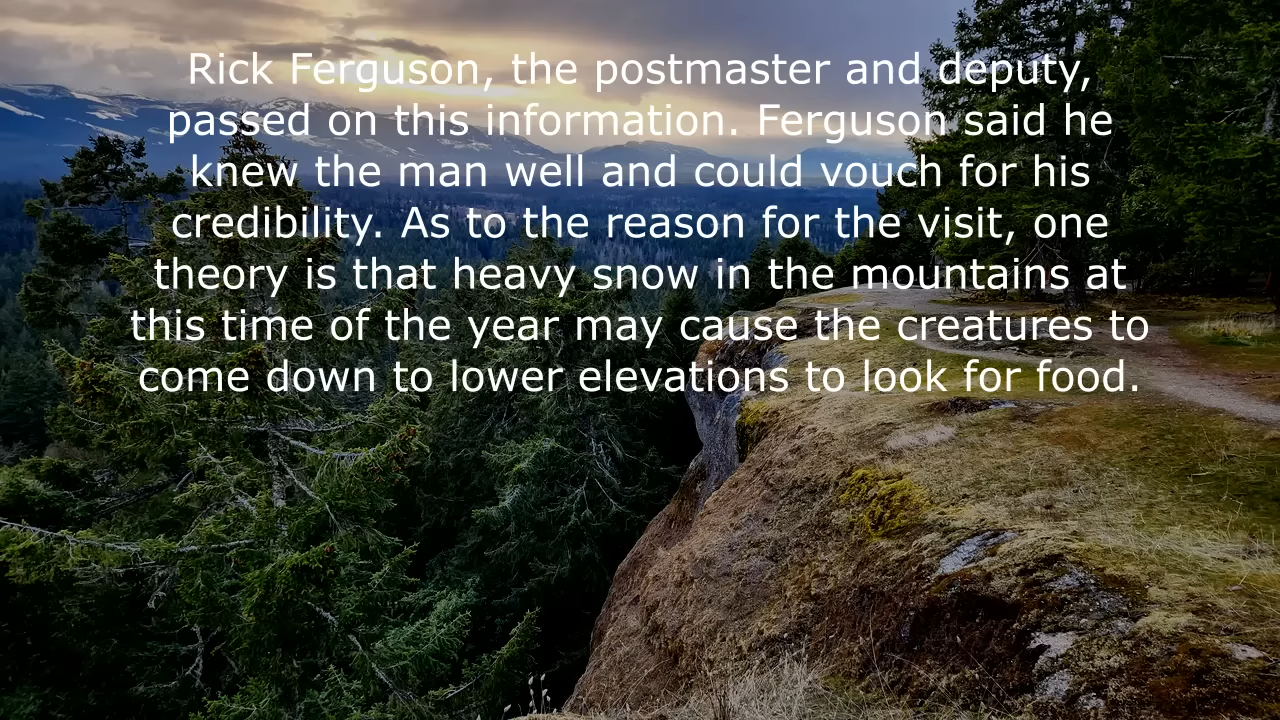 Rick Ferguson, the postmaster and deputy,
passed on this information. Ferguson said he
knew the man well and could vouch for his
credibility. As to the reason for the visit, one
theory is that heavy snow in the mountains at
this time of the year may cause the creatures to
come down to lower elevations to look for food.